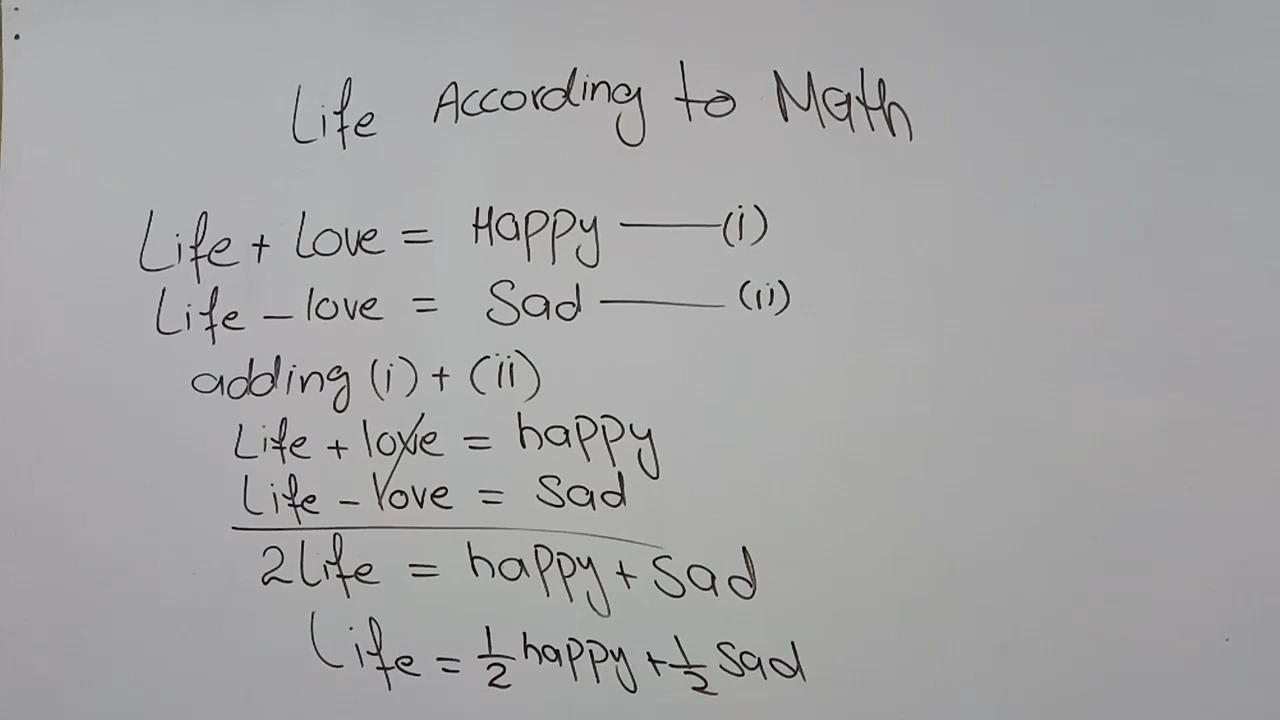 Life According to Math
Life + Love = Happy —— (i)
Life - love = Sad —— (ii)
adding (i) + (ii)
Life + love = happy
Life - love = sad
2Life = happy + Sad
Life = 1/2 happy + 1/2 Sad